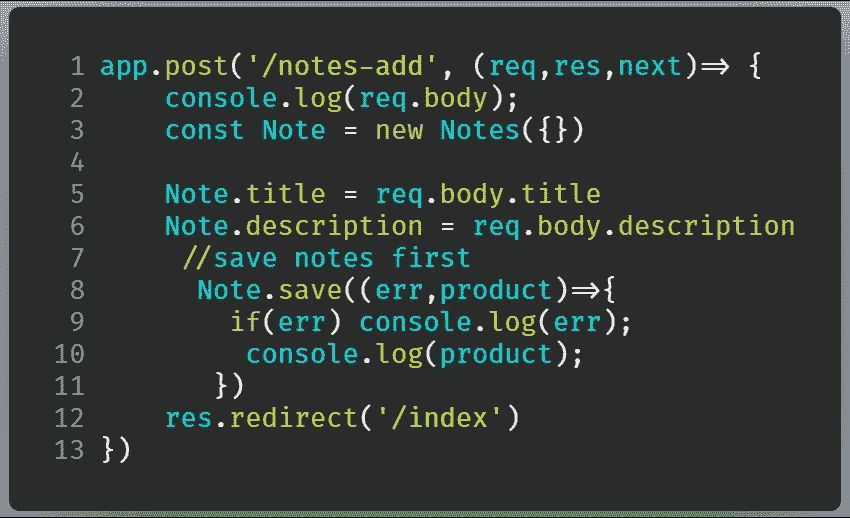 1 app.post('/notes-add', (req,res,next)=> {
2 console.log(req.body);
3 const Note = new Notes({})
4
5 Note.title = req.body.title
6 Note.description = req.body.description
7 //save notes first
8 Note.save((err,product)=>{
9 if(err) console.log(err);
10 console.log(product);
11 })
12 res.redirect('/index')
13 })